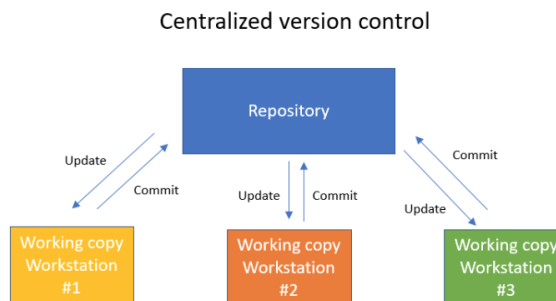 Centralized version control
Repository
Update
Commit
Update
Commit
Commit
Update
Working copy
Workstation
#1
Working copy
Workstation
#2
Working copy
Workstation
#3